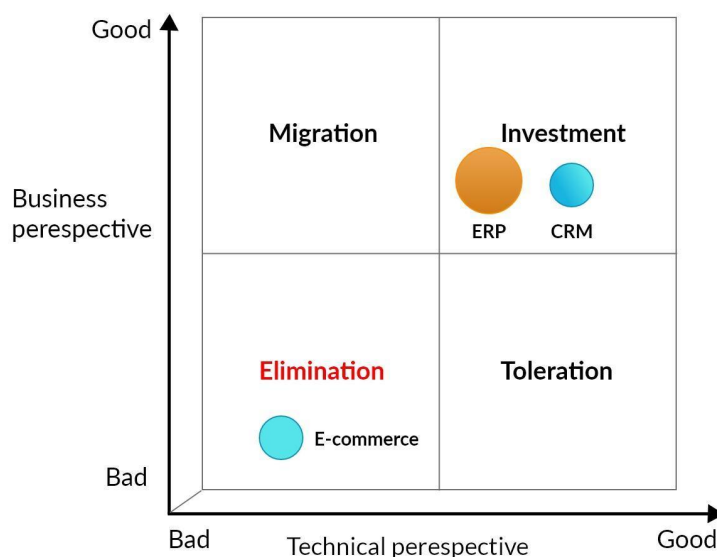 Good
Migration
Investment
Business
perespective
ERP
CRM
Elimination
Toleration
E-commerce
Bad
Bad
Technical perespective
Good